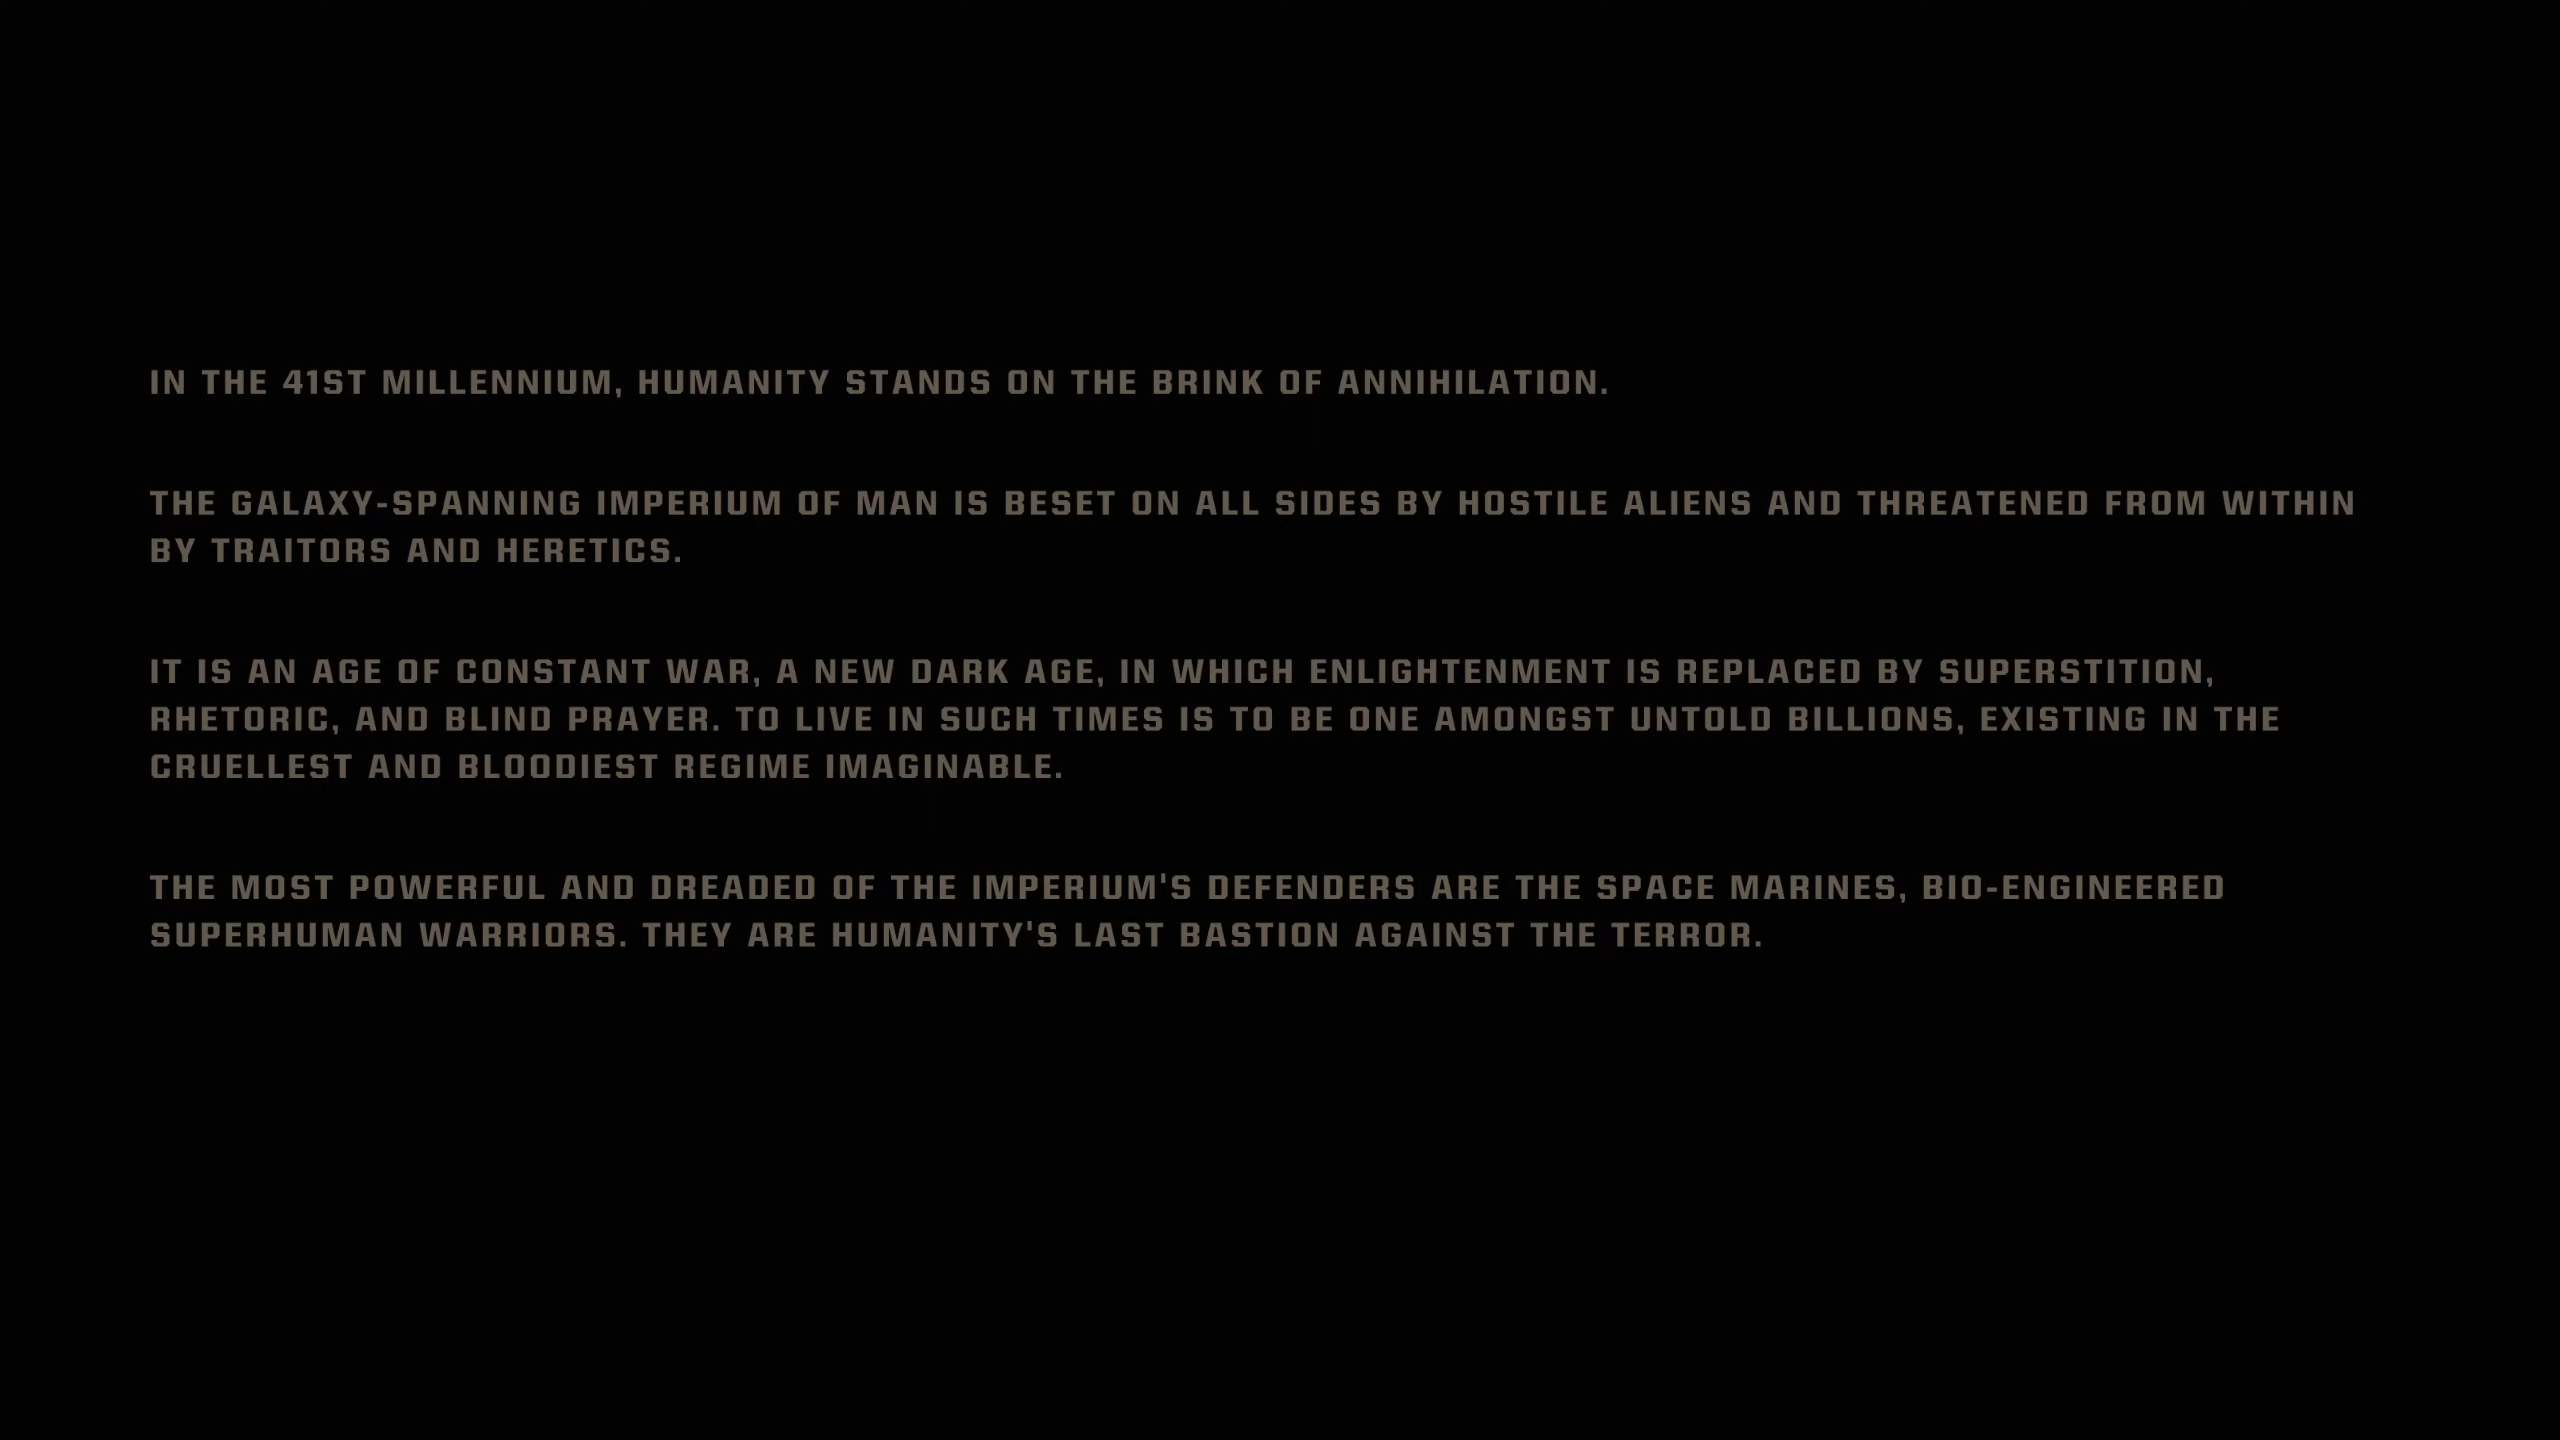 IN THE 41ST MILLENNIUM, HUMANITY STANDS ON THE BRINK OF ANNIHILATION.
THE GALAXY-SPANNING IMPERIUM OF MAN IS BESET ON ALL SIDES BY HOSTILE ALIENS AND THREATENED FROM WITHIN
BY TRAITORS AND HERETICS.
IT IS AN AGE OF CONSTANT WAR, A NEW DARK AGE, IN WHICH ENLIGHTENMENT IS REPLACED BY SUPERSTITION,
RHETORIC, AND BLIND PRAYER. TO LIVE IN SUCH TIMES IS TO BE ONE AMONGST UNTOLD BILLIONS, EXISTING IN THE
CRUELLEST AND BLOODIEST REGIME IMAGINABLE.
THE MOST POWERFUL AND DREADED OF THE IMPERIUM'S DEFENDERS ARE THE SPACE MARINES, BIO-ENGINEERED
SUPERHUMAN WARRIORS. THEY ARE HUMANITY'S LAST BASTION AGAINST THE TERROR.